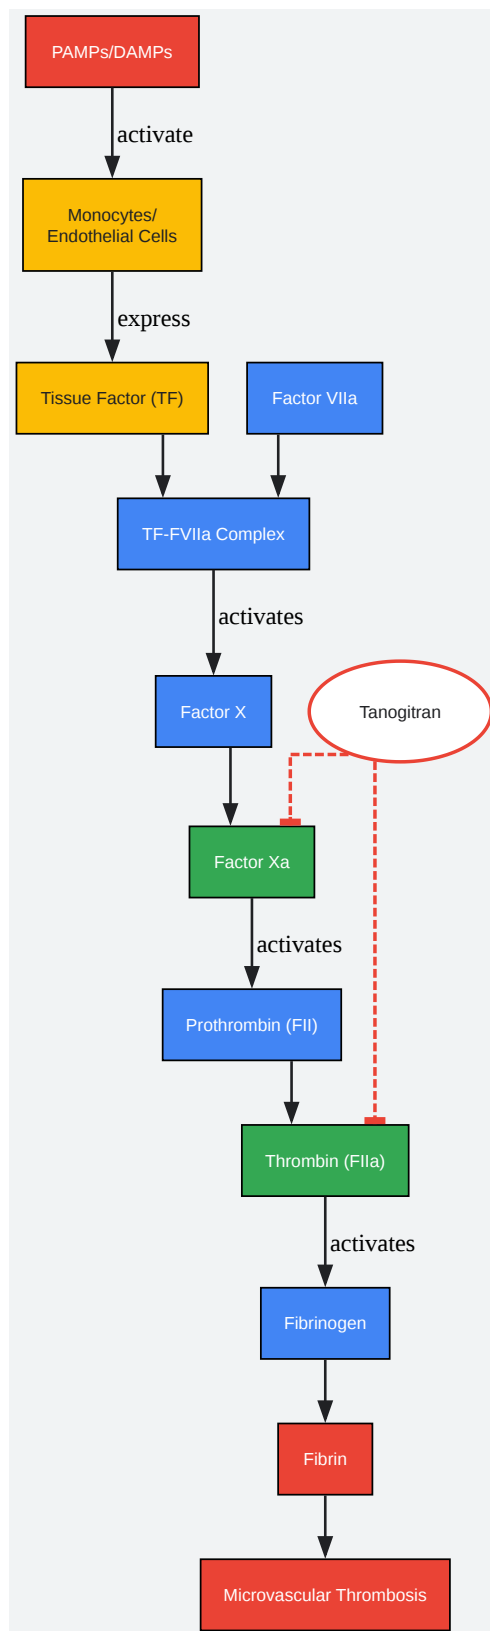 PAMPs/DAMPs
activate
Monocytes/
Endothelial Cells
express
Tissue Factor (TF)
Factor VIIa
TF-FVIIa Complex
activates
Factor X
Tanogitran
Factor Xa
activates
Prothrombin (FII)
Thrombin (FIIa)
activates
Fibrinogen
Fibrin
Microvascular Thrombosis